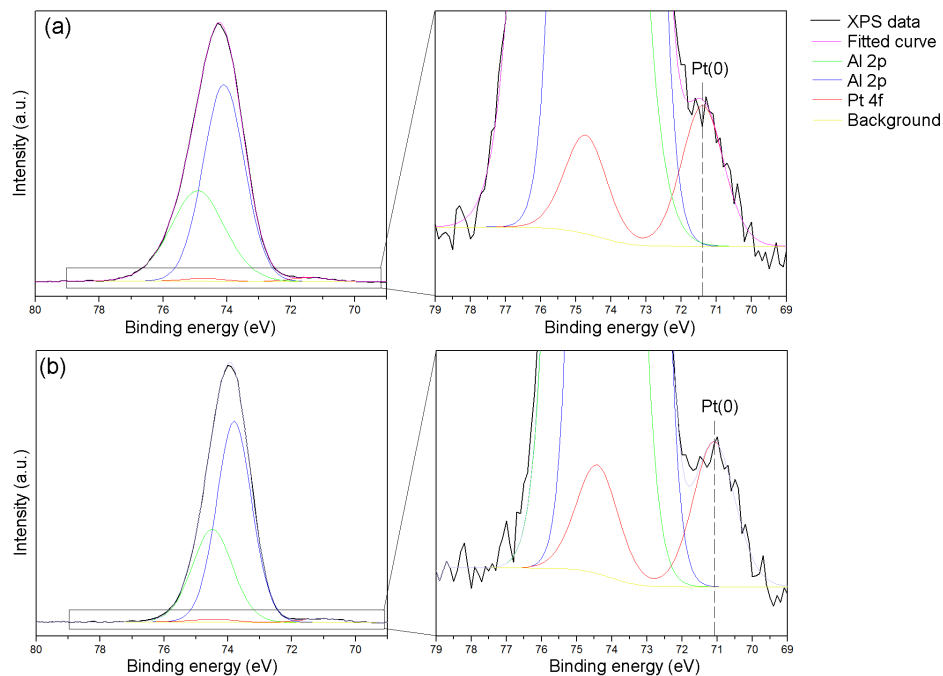 (a)
Intensity (a.u.)
80 78 76 74 72 70
Binding energy (eV)
Pt(0)
79 78 77 76 75 74 73 72 71 70 69
Binding energy (eV)
XPS data
Fitted curve
Al 2p
Al 2p
Pt 4f
Background
(b)
Intensity (a.u.)
80 78 76 74 72 70
Binding energy (eV)
Pt(0)
79 78 77 76 75 74 73 72 71 70 69
Binding energy (eV)